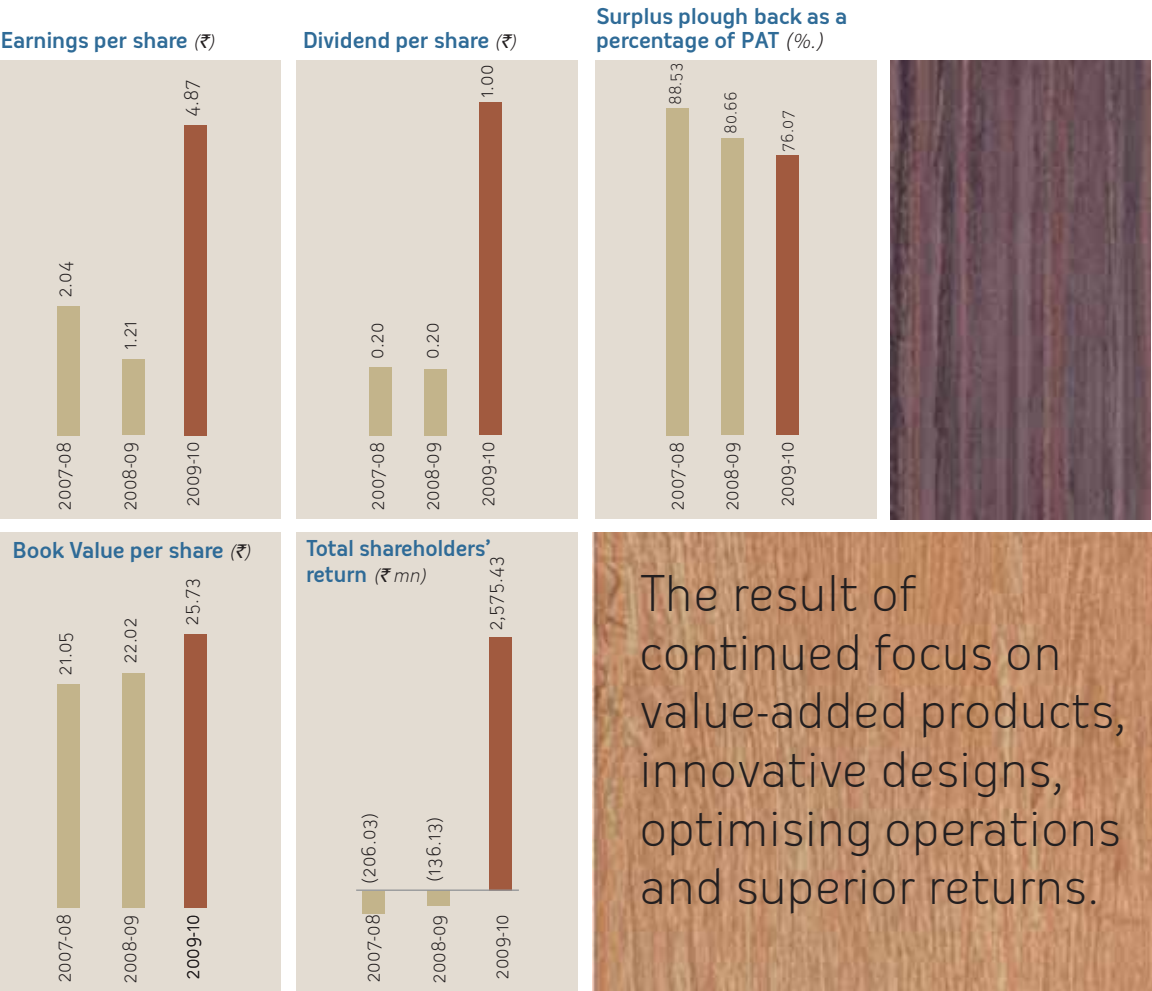 Earnings per share (₹)
4.87
2.04
1.21
2007-08
2008-09
2009-10
Dividend per share (₹)
1.00
0.20
0.20
2007-08
2008-09
2009-10
Surplus plough back as a
percentage of PAT (%.)
88.53
80.66
76.07
2007-08
2008-09
2009-10
Book Value per share (₹)
21.05
22.02
25.73
2007-08
2008-09
2009-10
Total shareholders'
return (₹ mn)
(206.03)
(136.13)
2,575.43
2007-08
2008-09
2009-10
The result of
continued focus on
value-added products,
innovative designs,
optimising operations
and superior returns.